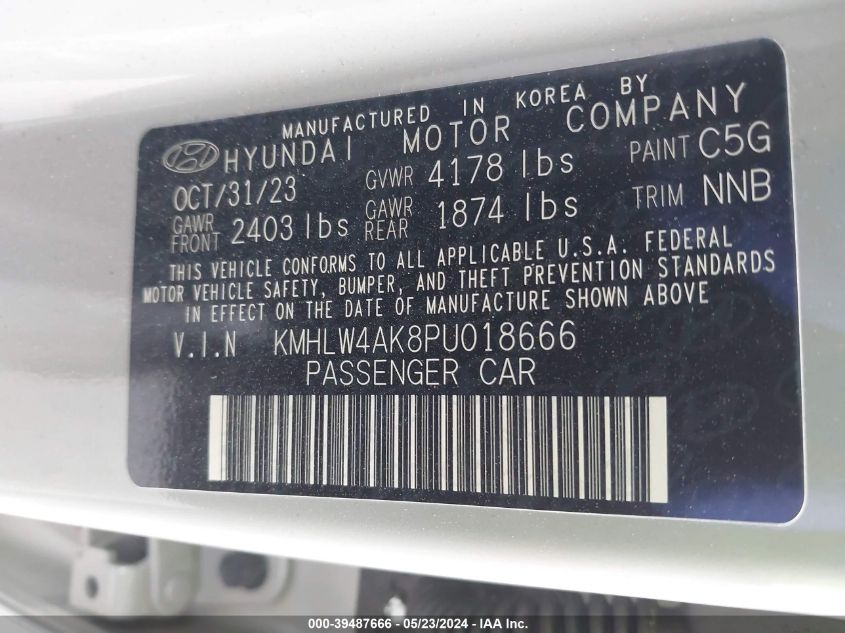 MANUFACTURED IN KOREA BY
HYUNDAI MOTOR COMPANY
OCT/31/23 GVWR 4178 lbs PAINT C5G
GAWR FRONT 2403 lbs GAWR REAR 1874 lbs TRIM NNB
THIS VEHICLE CONFORMS TO ALL APPLICABLE U.S.A. FEDERAL
MOTOR VEHICLE SAFETY, BUMPER, AND THEFT PREVENTION STANDARDS
IN EFFECT ON THE DATE OF MANUFACTURE SHOWN ABOVE
V.I.N KMHLW4AK8PU018666
PASSENGER CAR
000-39487666 - 05/23/2024 - IAA, Inc.